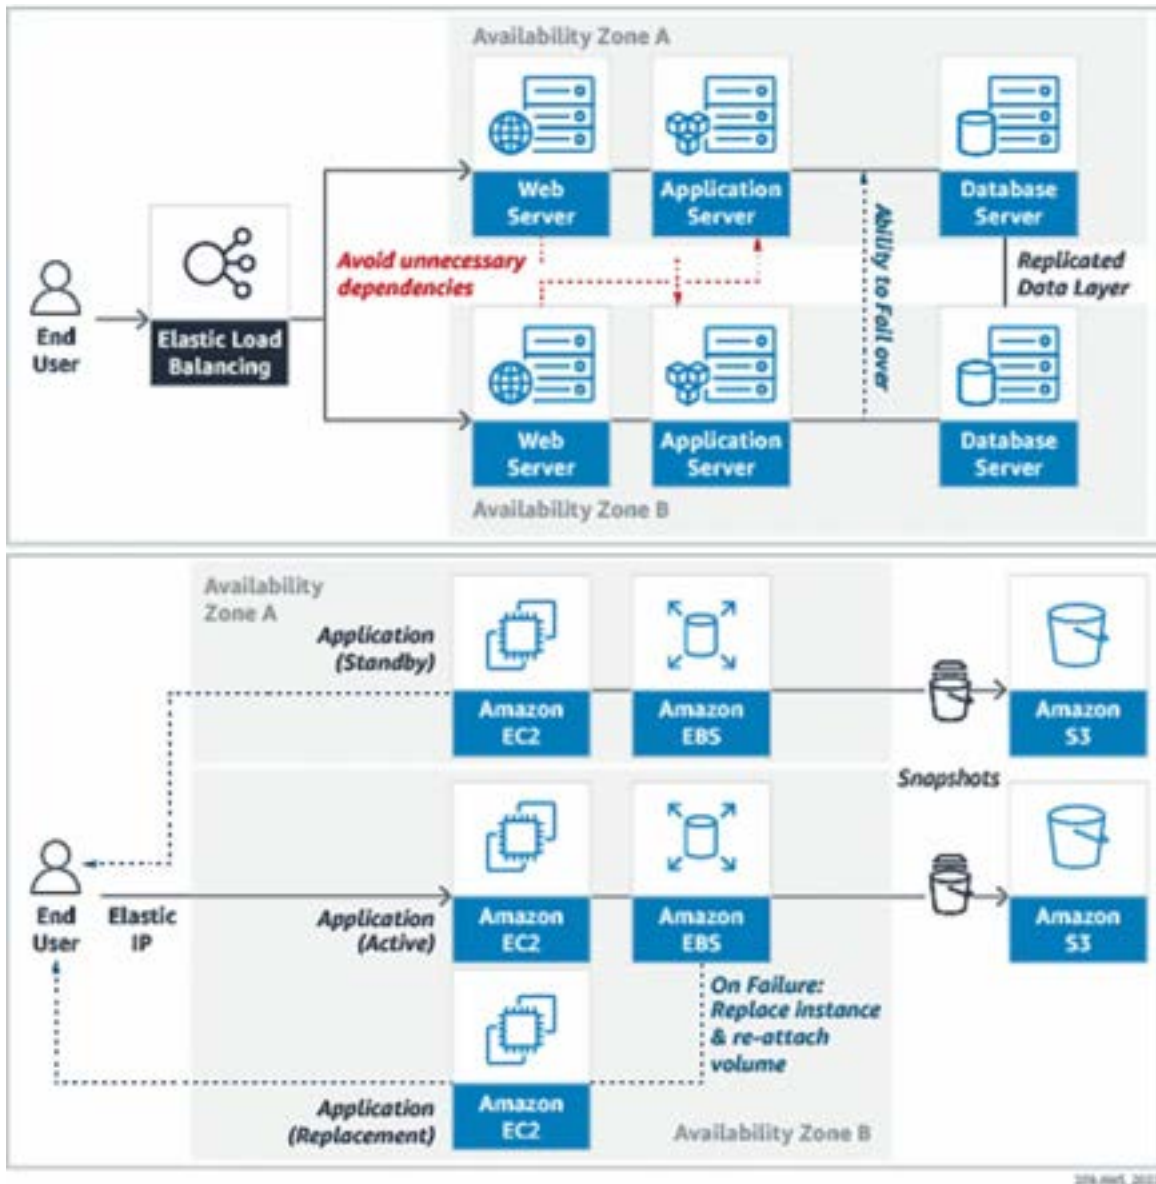 Availability Zone A
Web
Server
Application
Server
Database
Server
Avoid unnecessary
dependencies
Ability to Fail over
Replicated
Data Layer
End
User
Elastic Load
Balancing
Web
Server
Application
Server
Database
Server
Availability Zone B
Availability
Zone A
Application
(Standby)
Amazon
EC2
Amazon
EBS
Amazon
S3
Snapshots
End
User
Elastic
IP
Application
(Active)
Amazon
EC2
Amazon
EBS
Amazon
S3
On Failure:
Replace instance
& re-attach
volume
Application
(Replacement)
Amazon
EC2
Availability Zone B